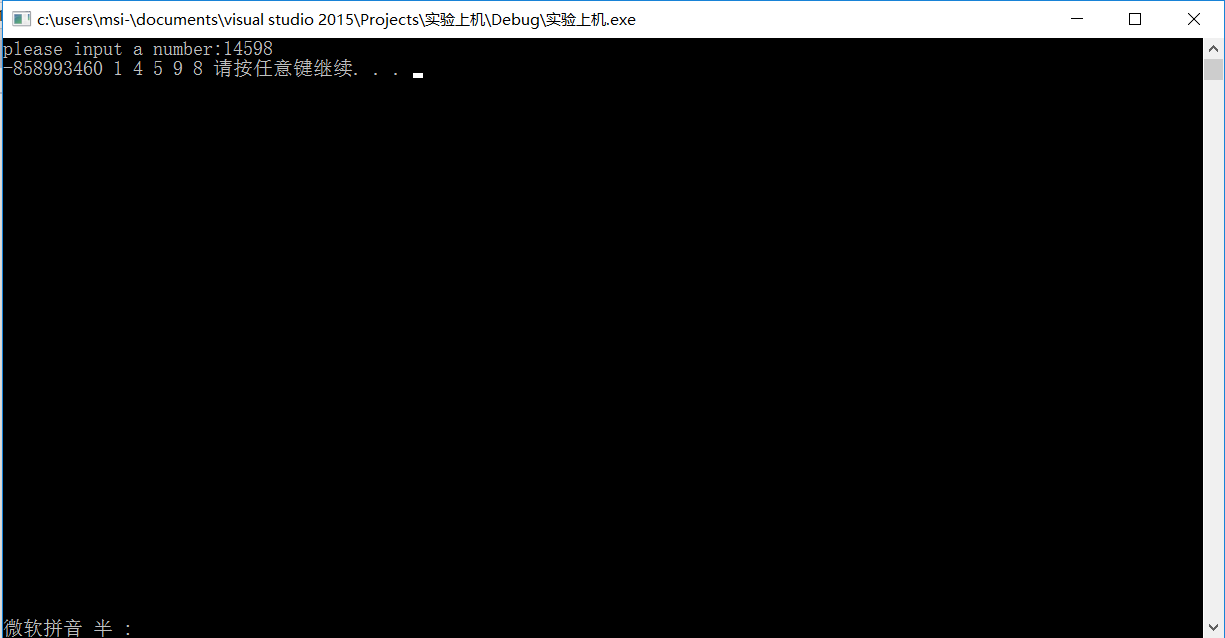 c:\users\msi-\documents\visual studio 2015\Projects\实验上机\Debug\实验上机.exe
please input a number:14598
-858993460 1 4 5 9 8 请按任意键继续. . .
微软拼音 半 :